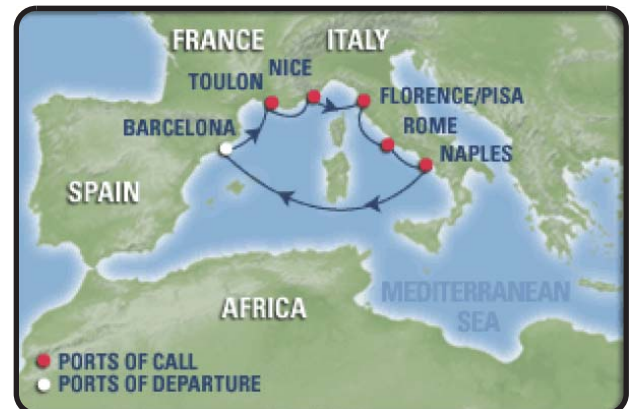 FRANCE
ITALY
TOULON
NICE
FLORENCE/PISA
BARCELONA
ROME
NAPLES
SPAIN
AFRICA
MEDITERRANEAN
SEA
PORTS OF CALL
PORTS OF DEPARTURE